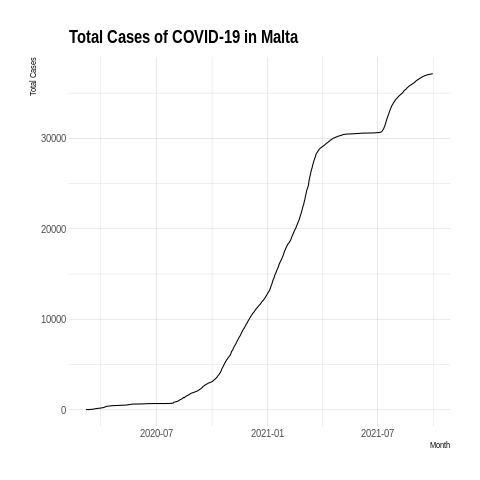 Total Cases of COVID-19 in Malta
Total Cases
30000
20000
10000
0
2020-07
2021-01
2021-07
Month